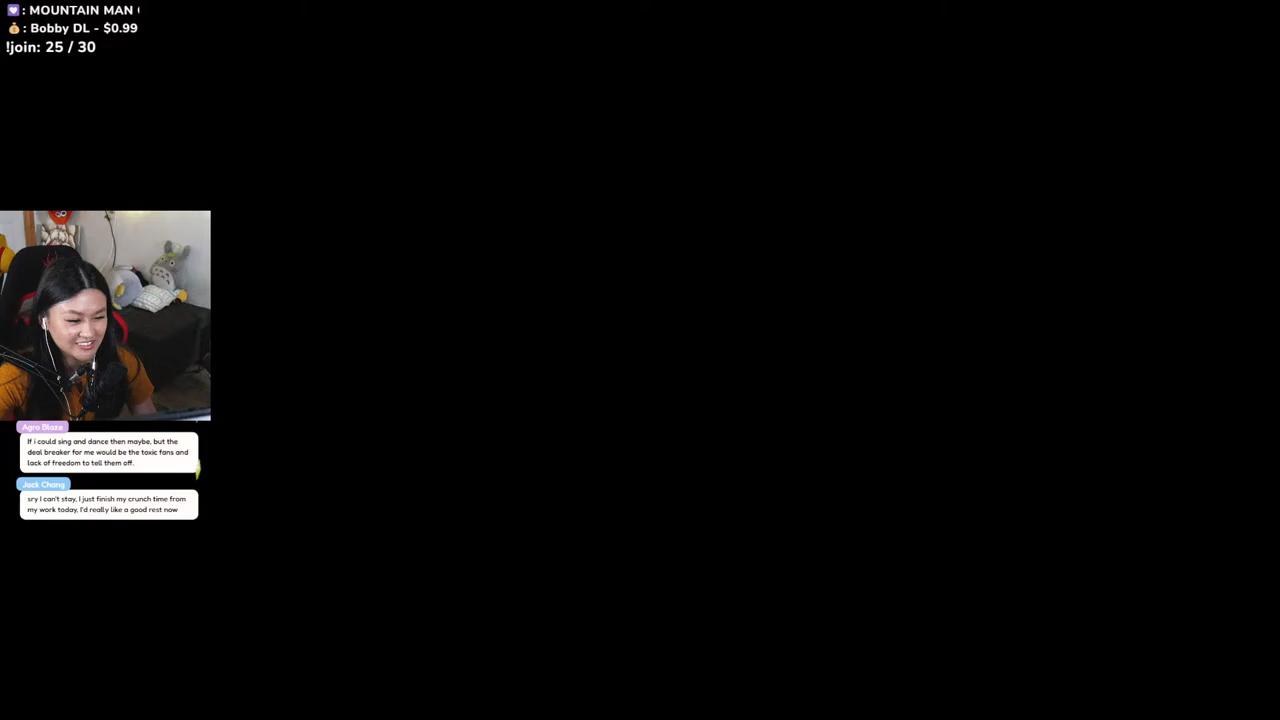 : MOUNTAIN MAN
: Bobby DL - $0.99
!join: 25 / 30
Agro Blaze
If i could sing and dance then maybe, but the
deal breaker for me would be the toxic fans and
lack of freedom to tell them off.
Jack Chang
sry I can't stay, I just finish my crunch time from
my work today, I'd really like a good rest now